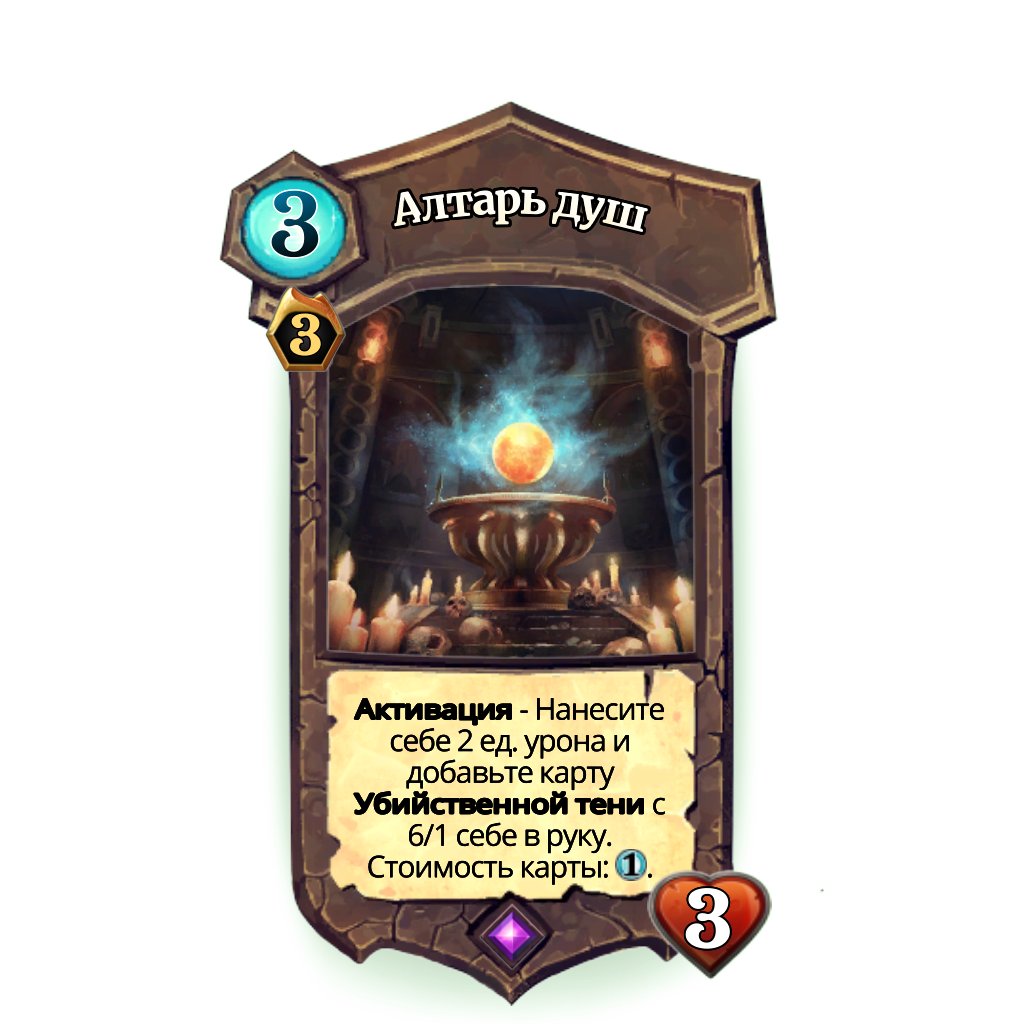 3
Алтарь душ
3
Активация - Нанесите
себе 2 ед. урона и
добавьте карту
Убийственной тени с
6/1 себе в руку.
Стоимость карты: 1.
3